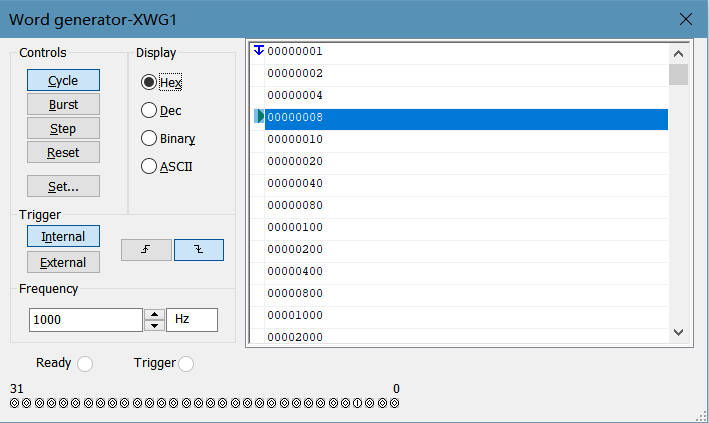 Word generator-XWG1
Controls
Cycle
Burst
Step
Reset
Set...
Display
Hex
Dec
Binary
ASCII
Trigger
Internal
External
Frequency
1000 Hz
Ready Trigger
31 0
00000001
00000002
00000004
00000008
00000010
00000020
00000040
00000080
00000100
00000200
00000400
00000800
00001000
00002000